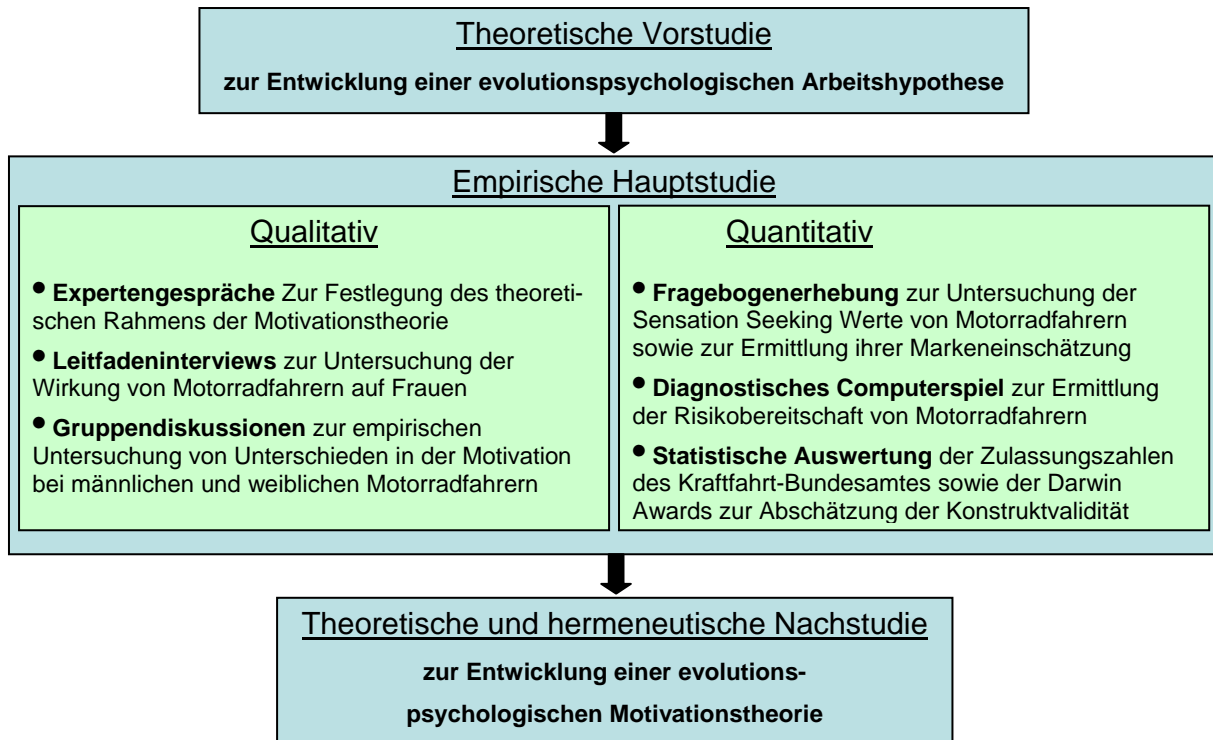 Theoretische Vorstudie
zur Entwicklung einer evolutionspsychologischen Arbeitshypothese
Empirische Hauptstudie
Qualitativ
• Expertengespräche Zur Festlegung des theoreti-
schen Rahmens der Motivationstheorie
• Leitfadeninterviews zur Untersuchung der
Wirkung von Motorradfahrern auf Frauen
• Gruppendiskussionen zur empirischen
Untersuchung von Unterschieden in der Motivation
bei männlichen und weiblichen Motorradfahrern
Quantitativ
• Fragebogenerhebung zur Untersuchung der
Sensation Seeking Werte von Motorradfahrern
sowie zur Ermittlung ihrer Markeneinschätzung
• Diagnostisches Computerspiel zur Ermittlung
der Risikobereitschaft von Motorradfahrern
• Statistische Auswertung der Zulassungszahlen
des Kraftfahrt-Bundesamtes sowie der Darwin
Awards zur Abschätzung der Konstruktvalidität
Theoretische und hermeneutische Nachstudie
zur Entwicklung einer evolutions-
psychologischen Motivationstheorie